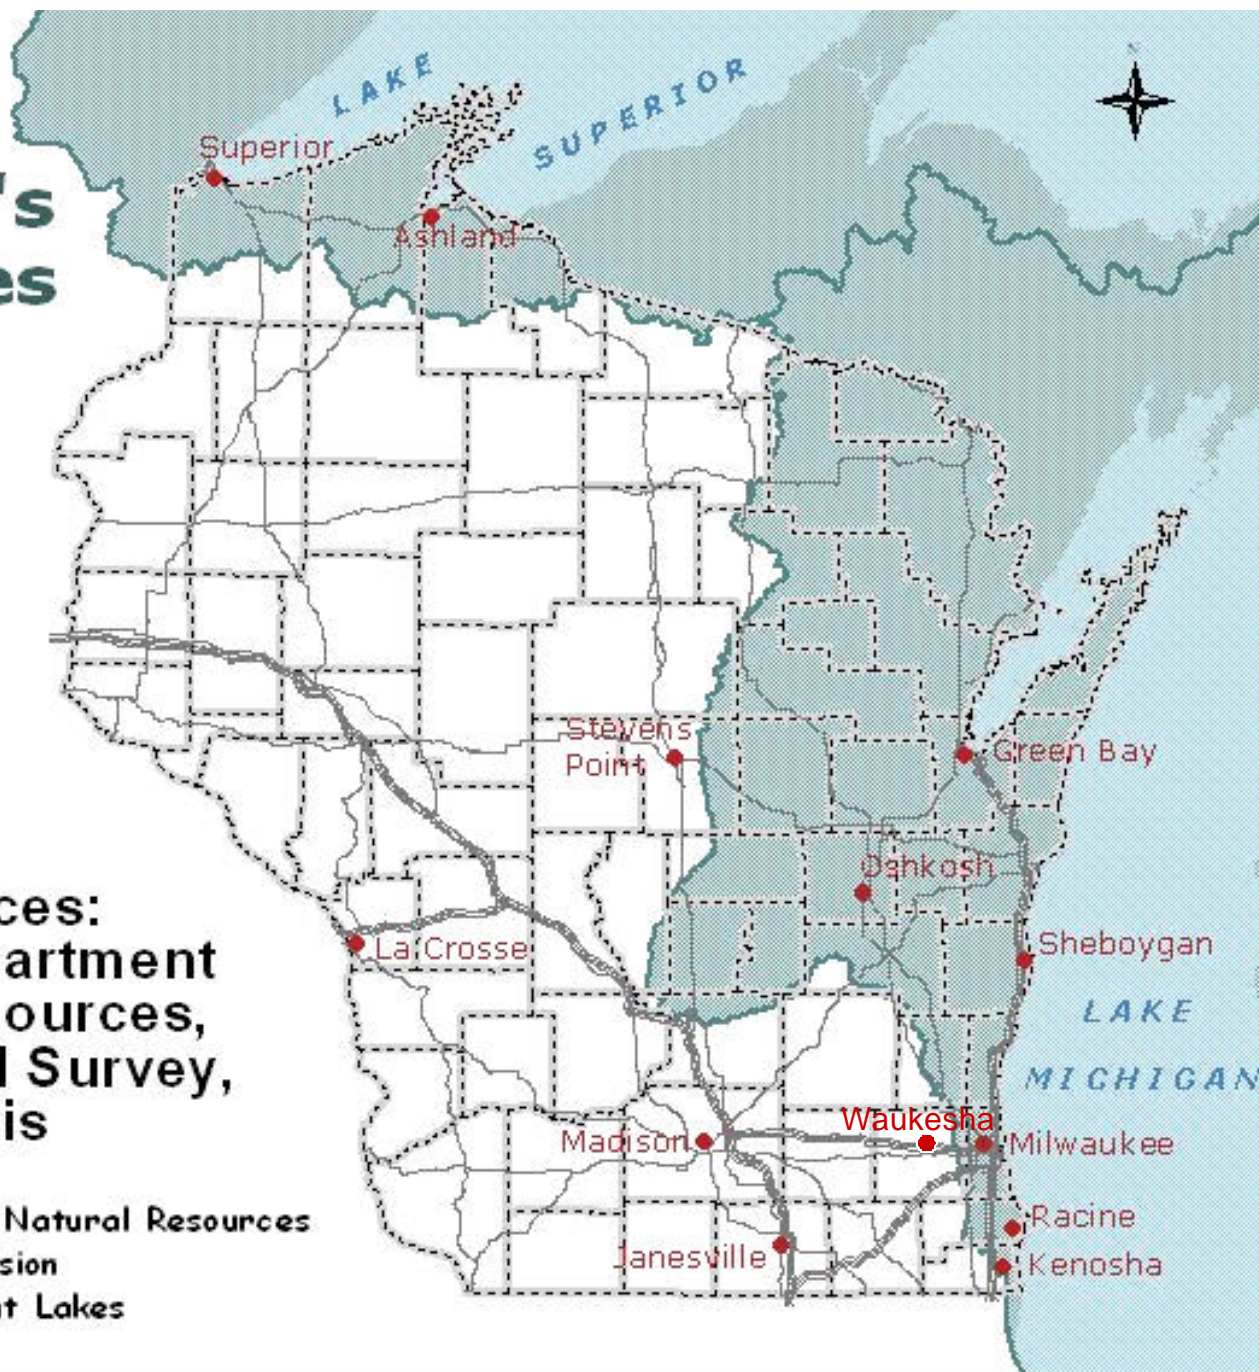 N
LAKE
SUPERIOR
Superior
's
Ashland
es
Stevens
Point
Green Bay
Oshkosh
ces:
La Crosse
Sheboygan
artment
LAKE
ources,
l Survey,
MICHIGAN
is
Waukesha
Madison
Milwaukee
Natural Resources
Racine
sion
Janesville
Kenosha
t Lakes